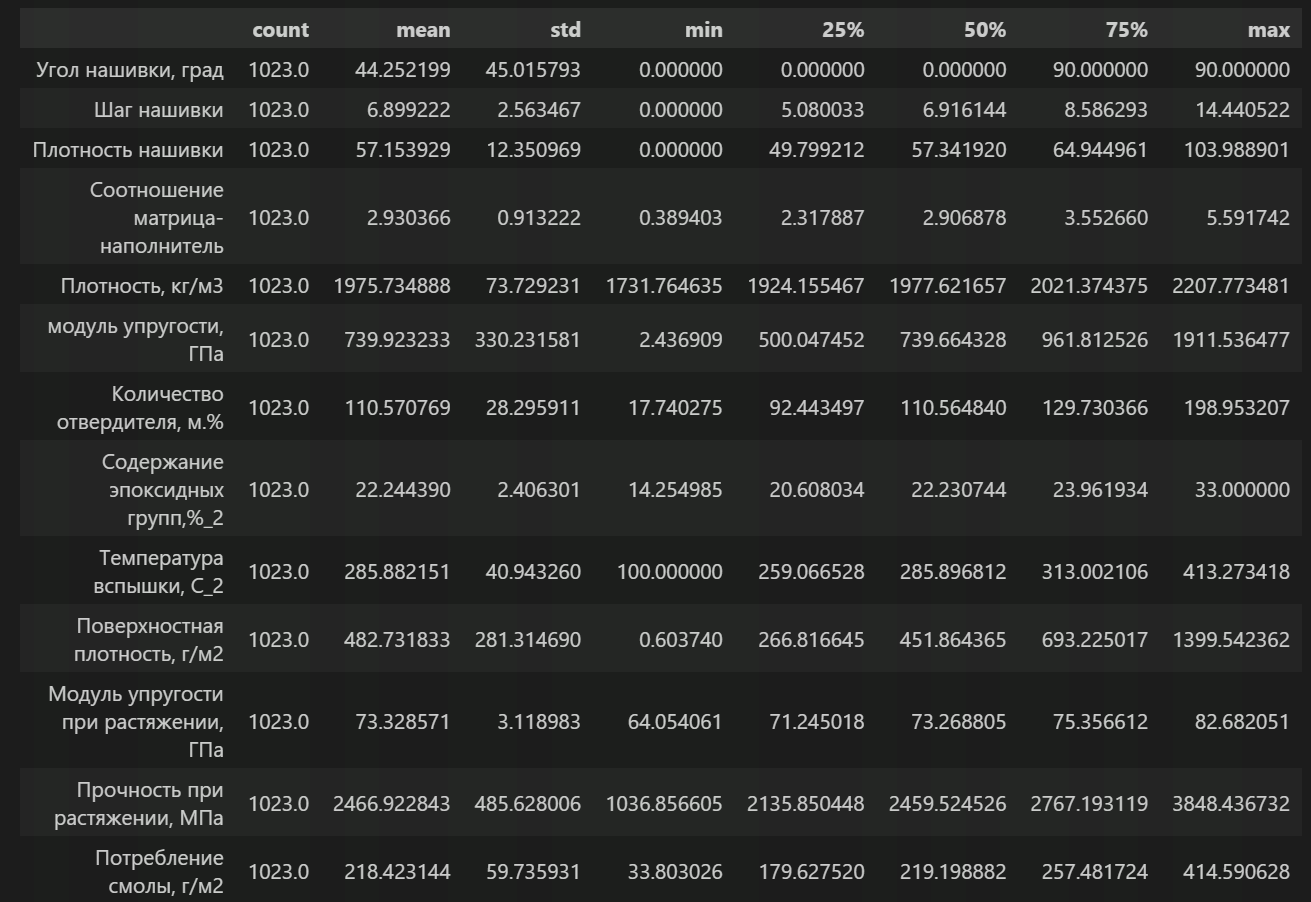 count mean std min 25% 50% 75% max
Угол нашивки, град 1023.0 44.252199 45.015793 0.000000 0.000000 0.000000 90.000000 90.000000
Шаг нашивки 1023.0 6.899222 2.563467 0.000000 5.080033 6.916144 8.586293 14.440522
Плотность нашивки 1023.0 57.153929 12.350969 0.000000 49.799212 57.341920 64.944961 103.988901
Соотношение
матрица-
наполнитель
1023.0 2.930366 0.913222 0.389403 2.317887 2.906878 3.552660 5.591742
Плотность, кг/м3 1023.0 1975.734888 73.729231 1731.764635 1924.155467 1977.621657 2021.374375 2207.773481
модуль упругости,
ГПа
1023.0 739.923233 330.231581 2.436909 500.047452 739.664328 961.812526 1911.536477
Количество
отвердителя, м.%
1023.0 110.570769 28.295911 17.740275 92.443497 110.564840 129.730366 198.953207
Содержание
эпоксидных
групп,%_2
1023.0 22.244390 2.406301 14.254985 20.608034 22.230744 23.961934 33.000000
Температура
вспышки, С_2
1023.0 285.882151 40.943260 100.000000 259.066528 285.896812 313.002106 413.273418
Поверхностная
плотность, г/м2
1023.0 482.731833 281.314690 0.603740 266.816645 451.864365 693.225017 1399.542362
Модуль упругости
при растяжении,
ГПа
1023.0 73.328571 3.118983 64.054061 71.245018 73.268805 75.356612 82.682051
Прочность при
растяжении, МПа
1023.0 2466.922843 485.628006 1036.856605 2135.850448 2459.524526 2767.193119 3848.436732
Потребление
смолы, г/м2
1023.0 218.423144 59.735931 33.803026 179.627520 219.198882 257.481724 414.590628